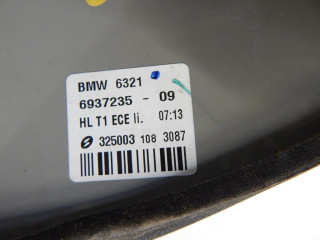 BMW 6321
6937235 - 09
HL T1 ECE li. 07:13
325003 108 3087